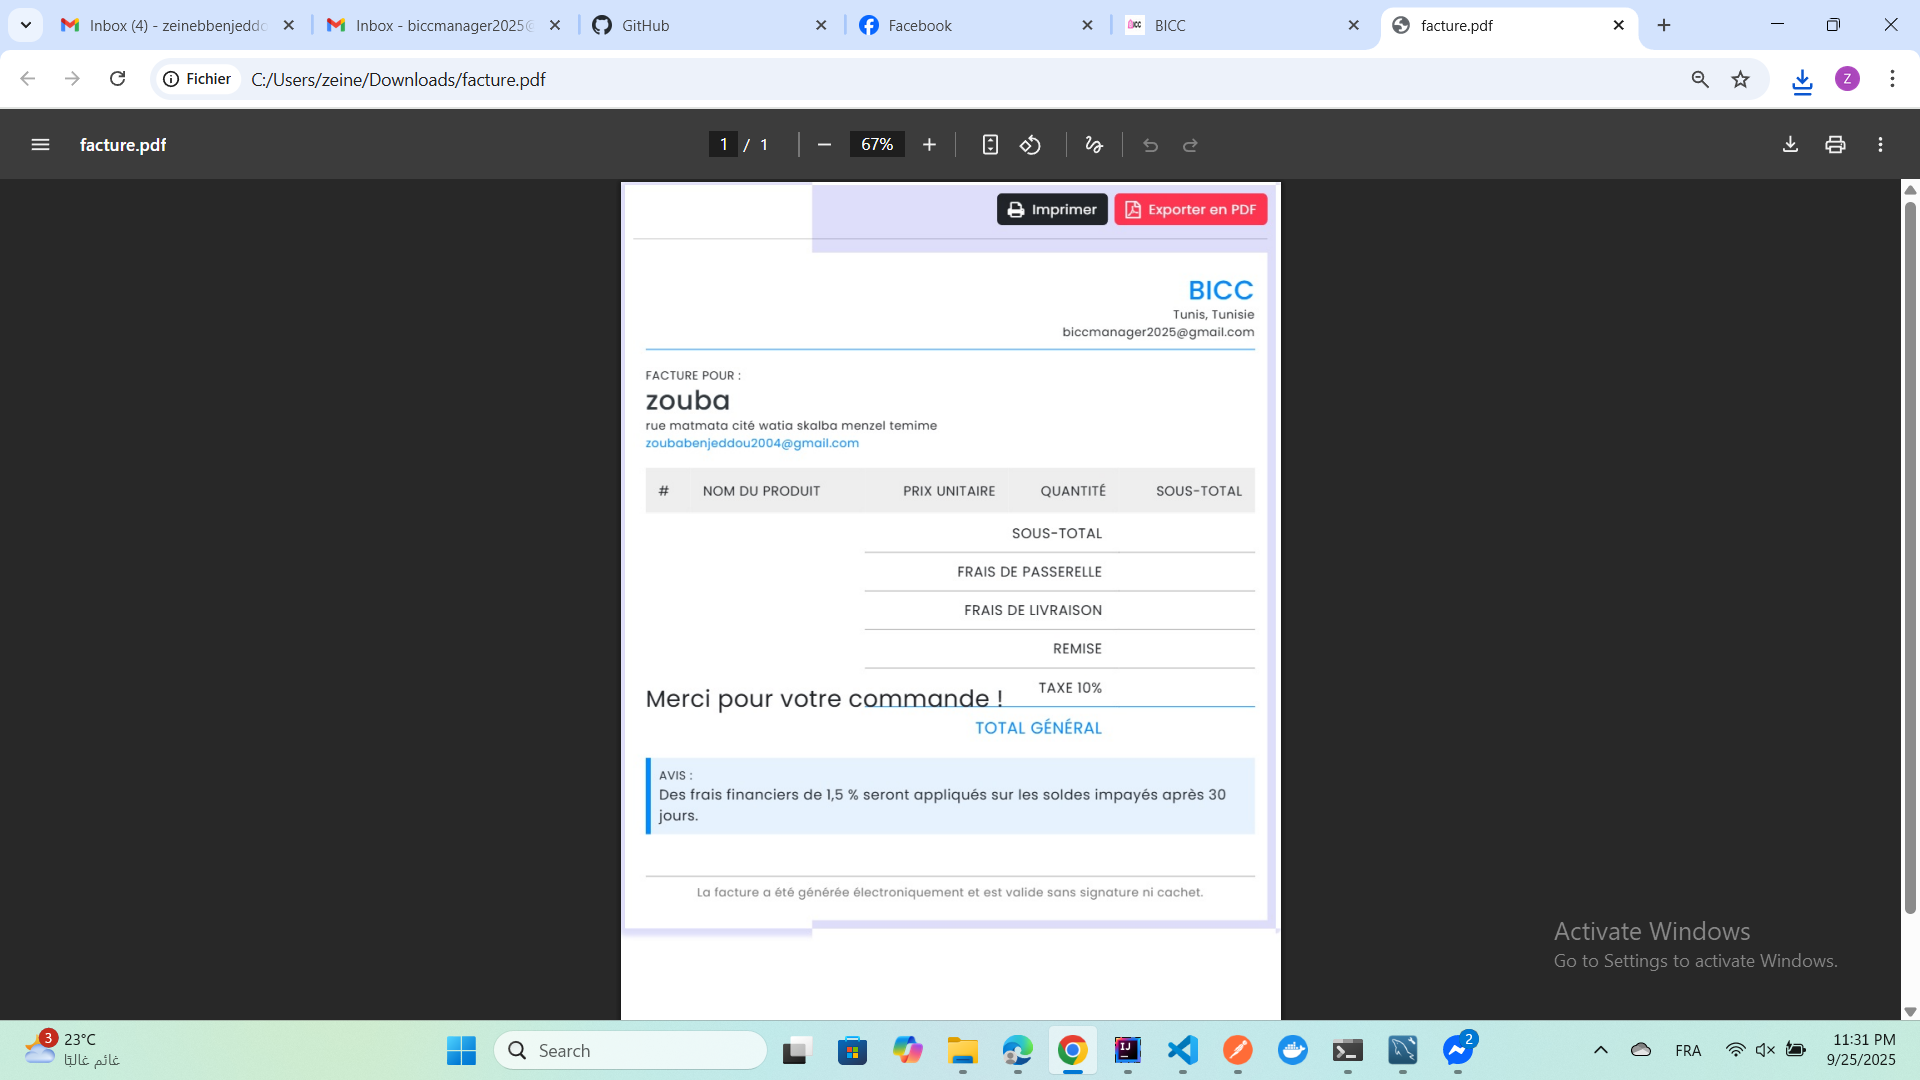 Inbox (4) - zeinebbenjeddo
Inbox - biccmanager2025@
GitHub
Facebook
BICC
facture.pdf
Fichier
C:/Users/zeine/Downloads/facture.pdf
Z
facture.pdf
1 / 1
67%
Imprimer
Exporter en PDF
BICC
Tunis, Tunisie
biccmanager2025@gmail.com
FACTURE POUR :
zouba
rue matmata cité watia skalba menzel temime
zoubabenjeddou2004@gmail.com
# NOM DU PRODUIT PRIX UNITAIRE QUANTITÉ SOUS-TOTAL
SOUS-TOTAL
FRAIS DE PASSERELLE
FRAIS DE LIVRAISON
REMISE
TAXE 10%
Merci pour votre commande !
TOTAL GÉNÉRAL
AVIS :
Des frais financiers de 1,5 % seront appliqués sur les soldes impayés après 30
jours.
La facture a été générée électroniquement et est valide sans signature ni cachet.
Activate Windows
Go to Settings to activate Windows.
3
23°C
غائم غالبًا
Search
IJ
2
FRA
11:31 PM
9/25/2025